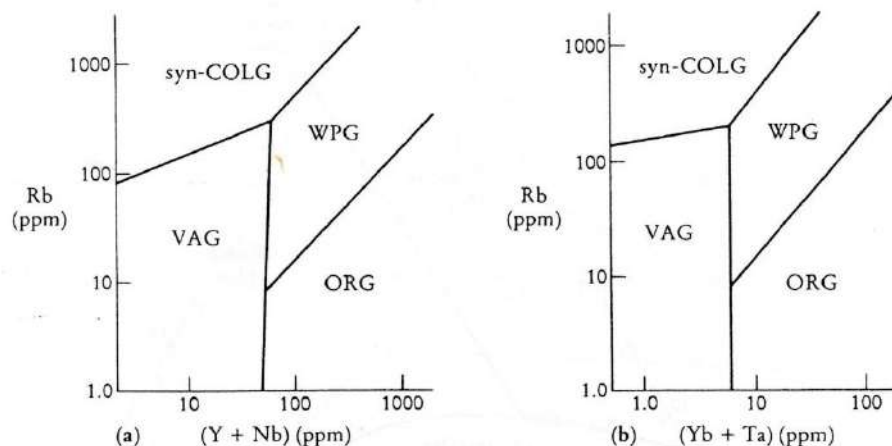 1000
syn-COLG
WPG
100
Rb
(ppm)
VAG
10
ORG
1.0
10
100
1000
(a) (Y + Nb) (ppm)
1000
syn-COLG
WPG
100
Rb
(ppm)
VAG
10
ORG
1.0
1.0
10
100
(b) (Yb + Ta) (ppm)